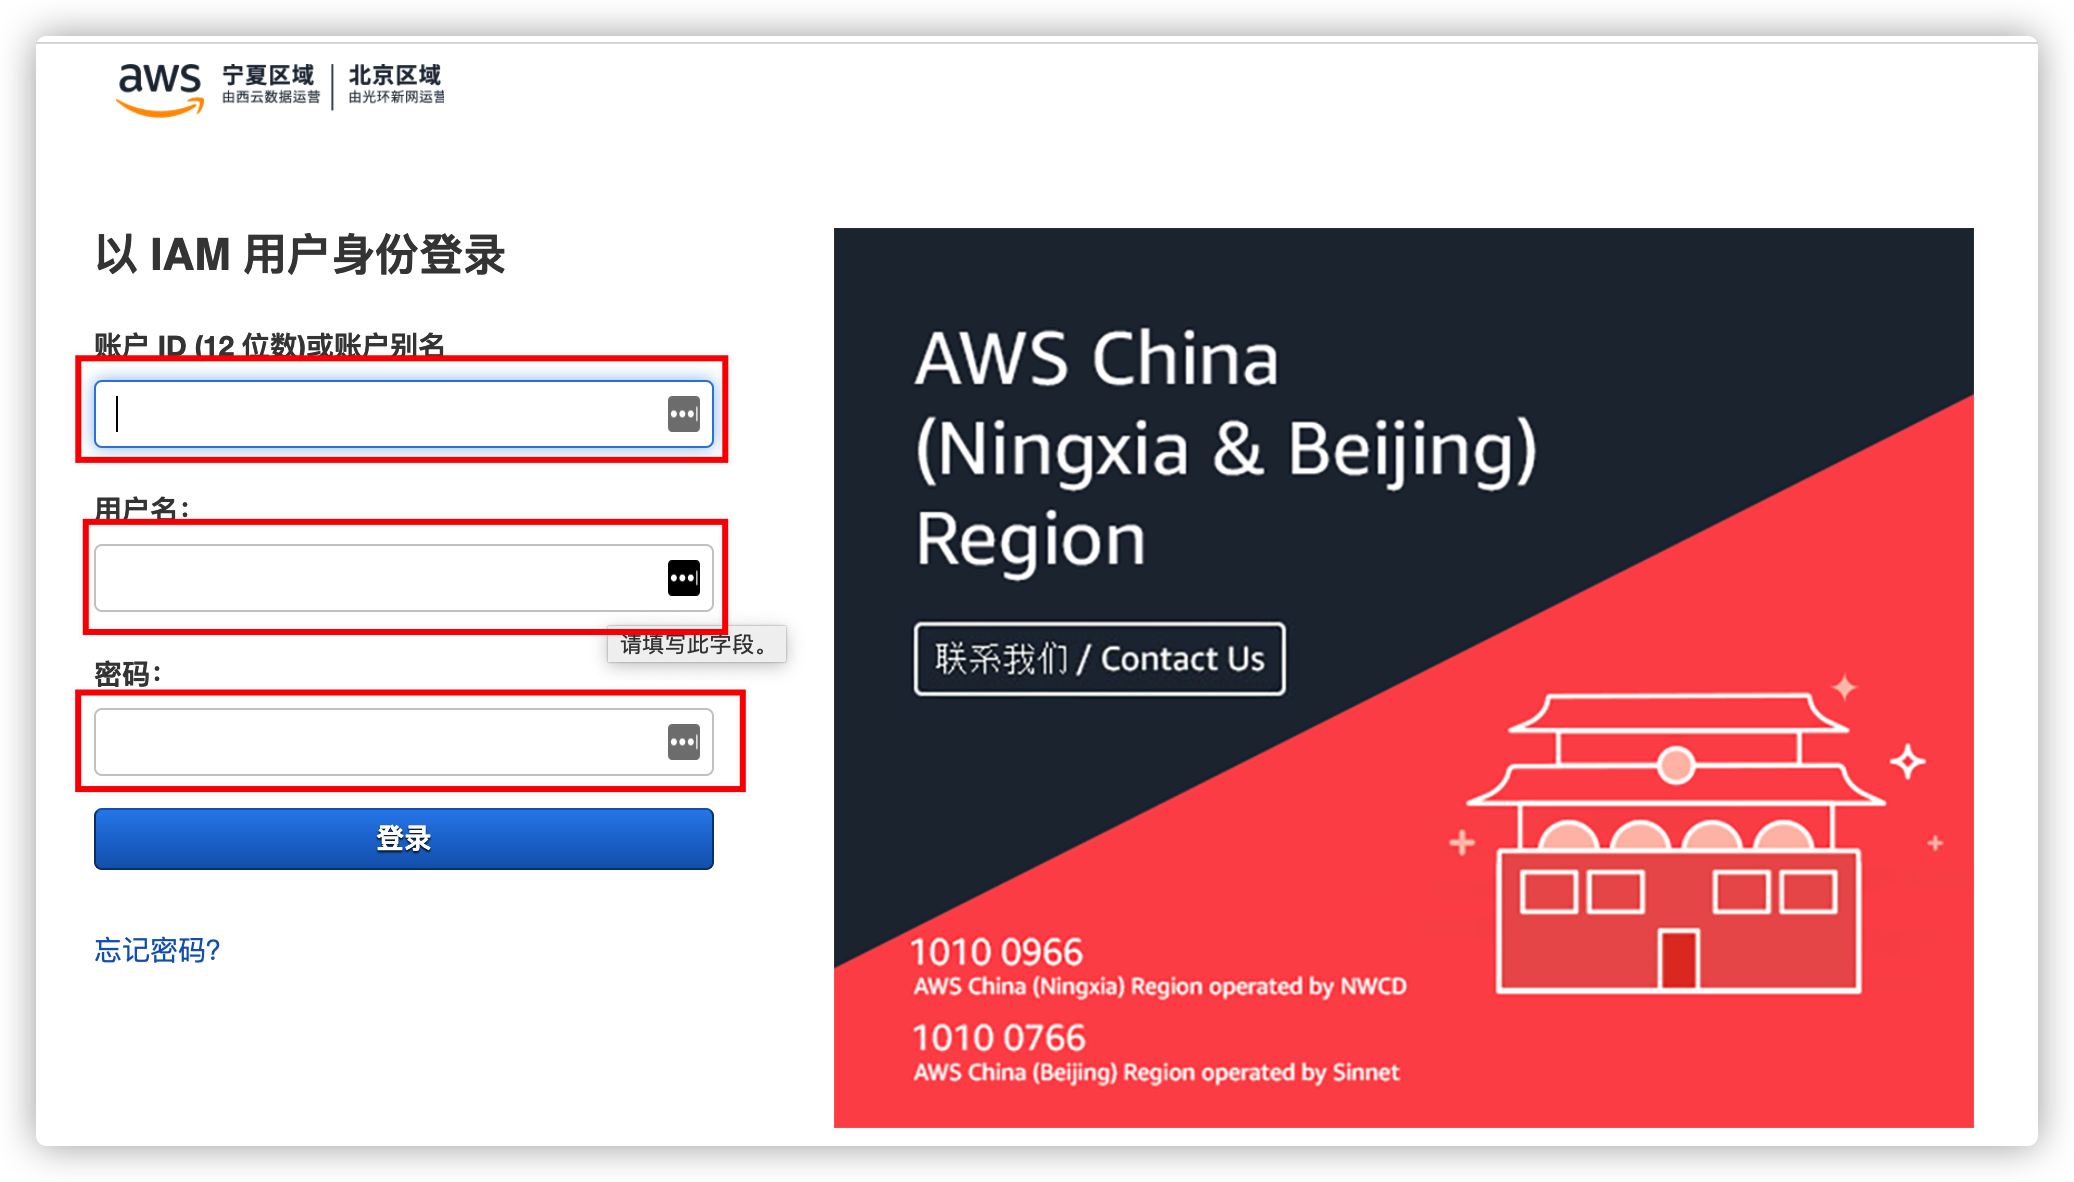 aws
宁夏区域
由西云数据运营
北京区域
由光环新网运营
以 IAM 用户身份登录
账户 ID (12 位数)或账户别名
用户名：
请填写此字段。
密码：
登录
忘记密码?
AWS China
(Ningxia & Beijing)
Region
联系我们 / Contact Us
1010 0966
AWS China (Ningxia) Region operated by NWCD
1010 0766
AWS China (Beijing) Region operated by Sinnet